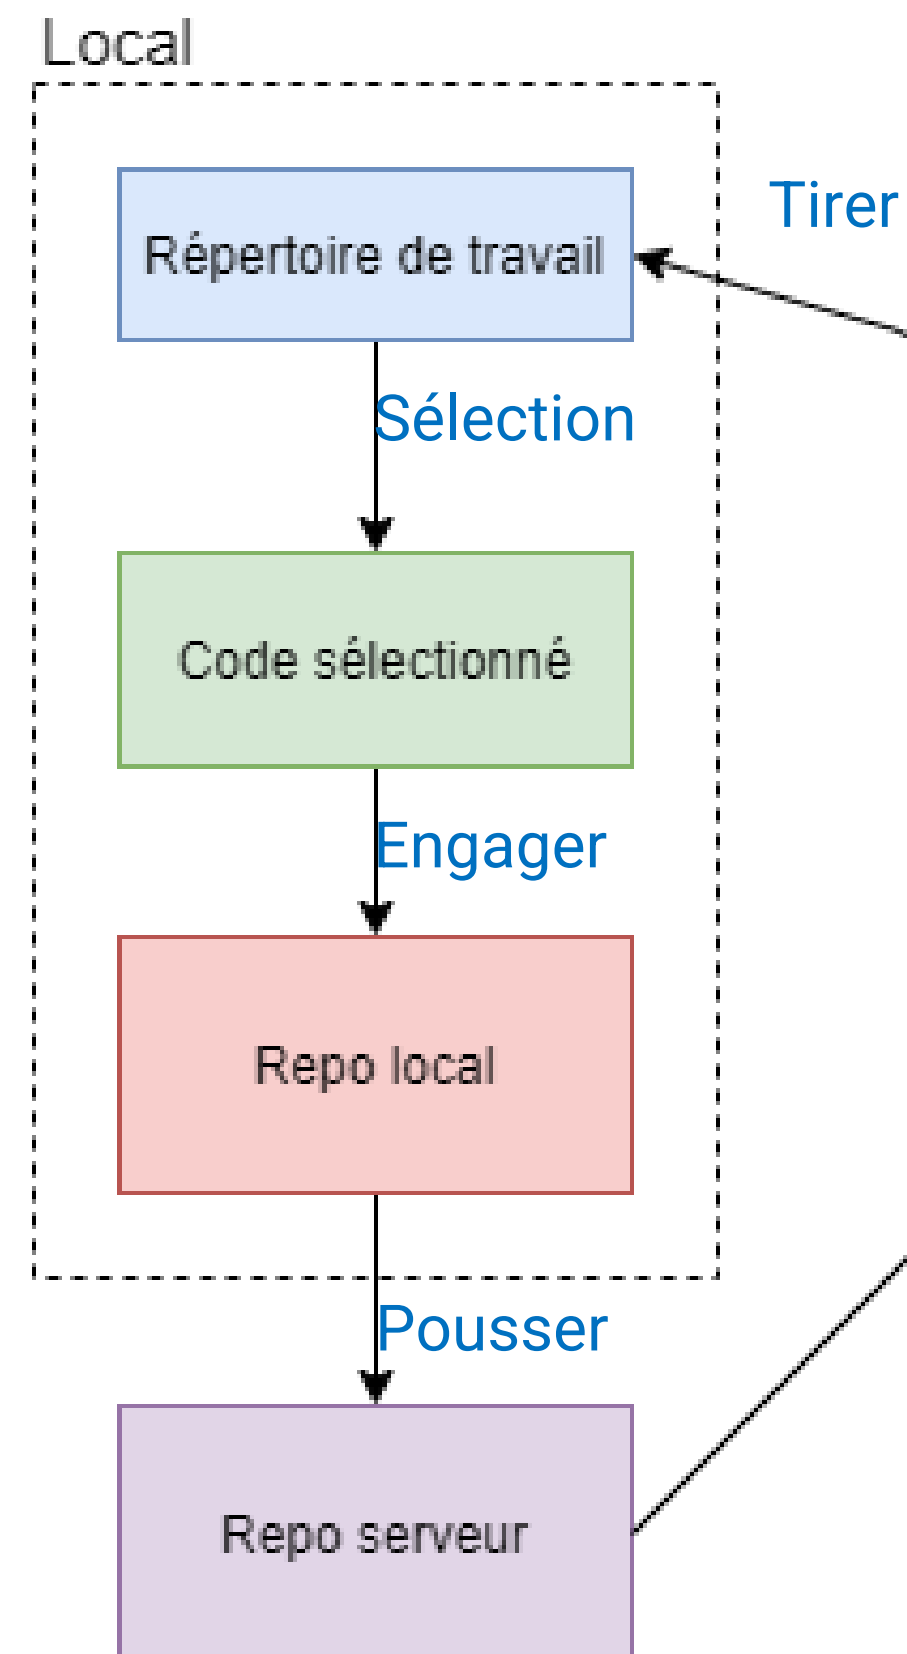 Local
Répertoire de travail
Tirer
Sélection
Code sélectionné
Engager
Repo local
Pousser
Repo serveur